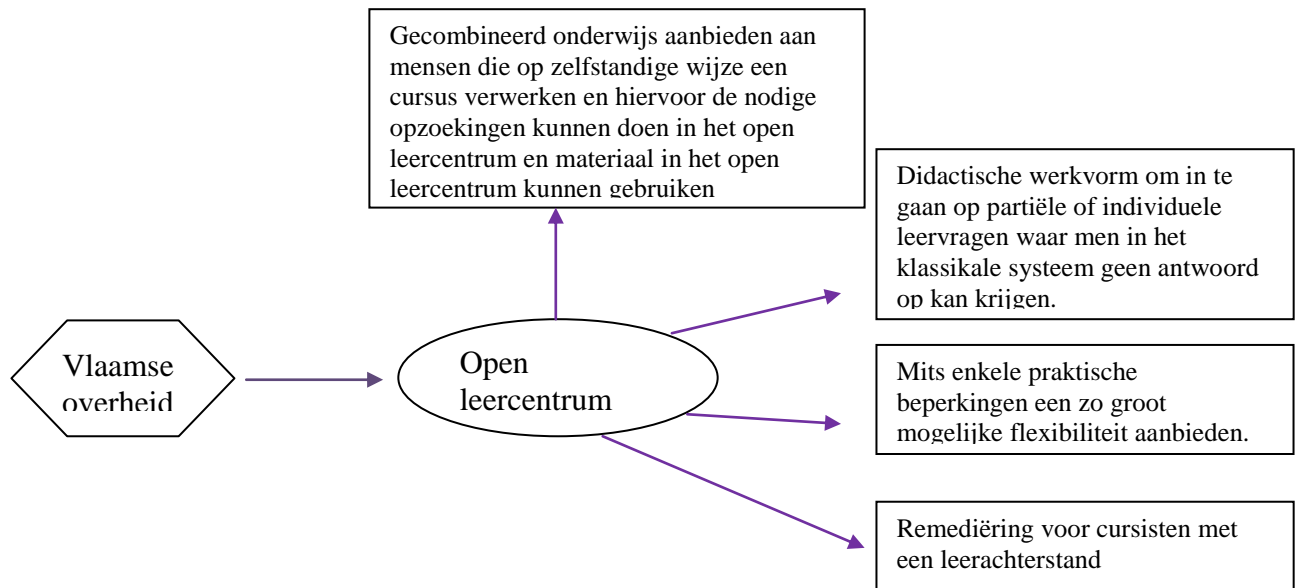 Gecombineerd onderwijs aanbieden aan
mensen die op zelfstandige wijze een
cursus verwerken en hiervoor de nodige
opzoekingen kunnen doen in het open
leercentrum en materiaal in het open
leercentrum kunnen gebruiken
Didactische werkvorm om in te
gaan op partiële of individuele
leervragen waar men in het
klassikale systeem geen antwoord
op kan krijgen.
Vlaamse
overheid
Open
leercentrum
Mits enkele praktische
beperkingen een zo groot
mogelijke flexibiliteit aanbieden.
Remediëring voor cursisten met
een leerachterstand